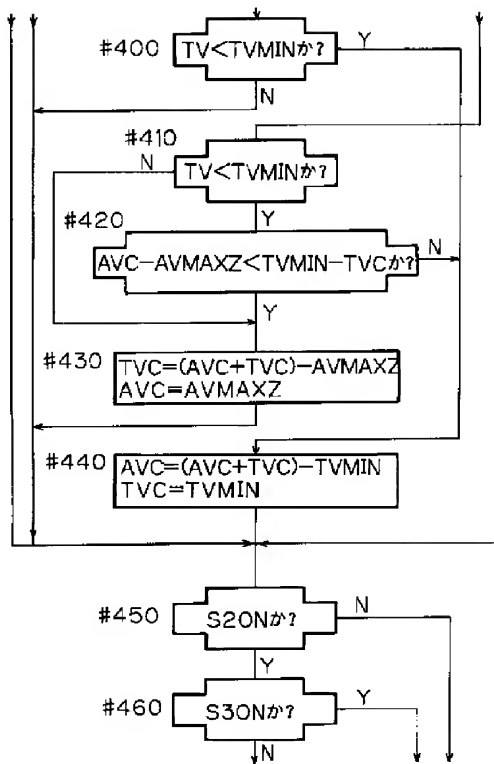 #400
TV<TVMINか?
Y
N
#410
N
TV<TVMINか?
Y
#420
AVC-AVMAXZ<TVMIN-TVCか?
N
Y
#430
TVC=(AVC+TVC)-AVMAXZ
AVC=AVMAXZ
#440
AVC=(AVC+TVC)-TVMIN
TVC=TVMIN
#450
S2ONか?
N
Y
#460
S3ONか?
Y
N